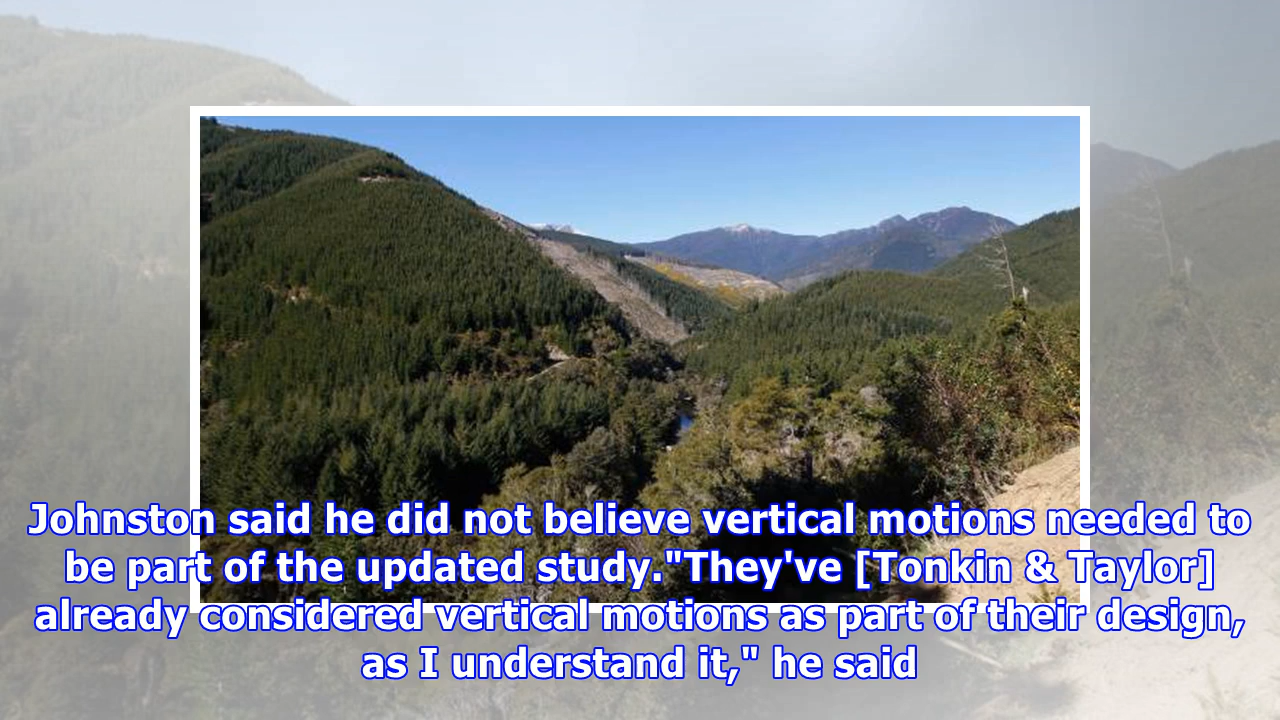 Johnston said he did not believe vertical motions needed to
be part of the updated study."They've [Tonkin & Taylor]
already considered vertical motions as part of their design,
as I understand it," he said